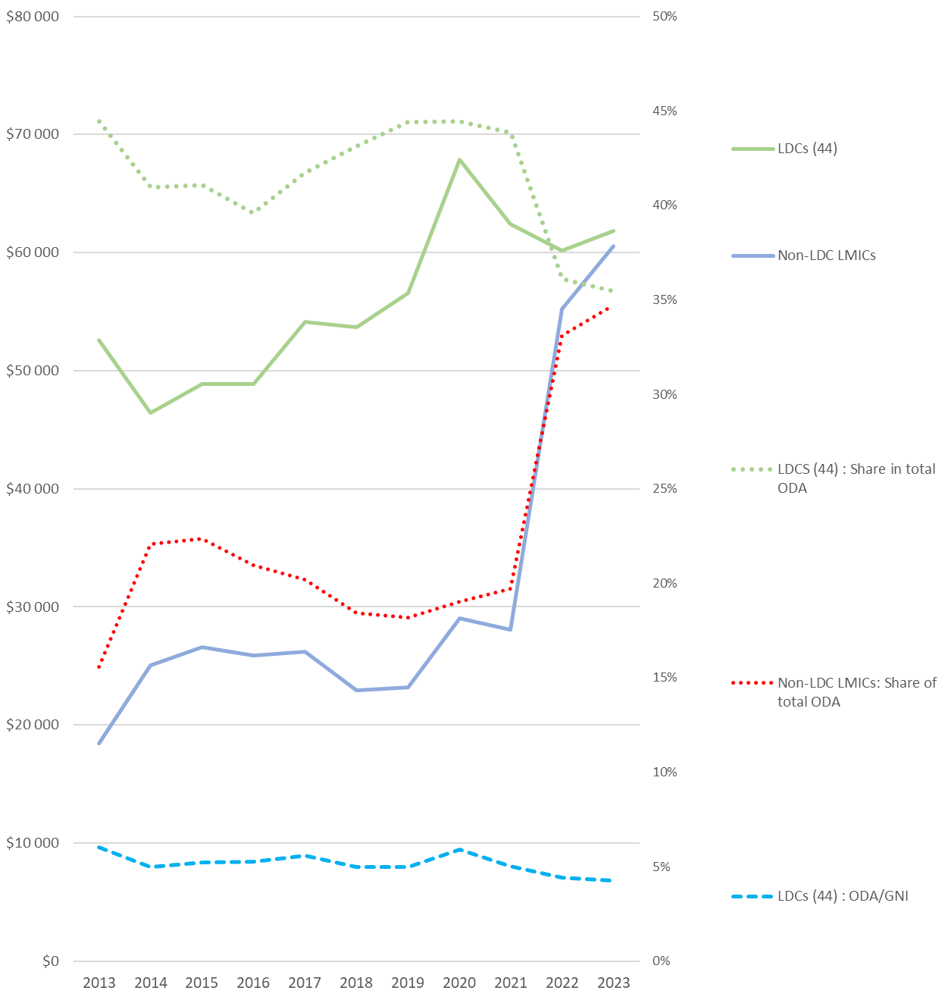 $80 000
$70 000
$60 000
$50 000
$40 000
$30 000
$20 000
$10 000
$0
50%
45%
40%
35%
30%
25%
20%
15%
10%
5%
0%
2013 2014 2015 2016 2017 2018 2019 2020 2021 2022 2023
LDCs (44)
Non-LDC LMICs
LDCS (44) : Share in total
ODA
Non-LDC LMICs: Share of
total ODA
LDCs (44) : ODA/GNI